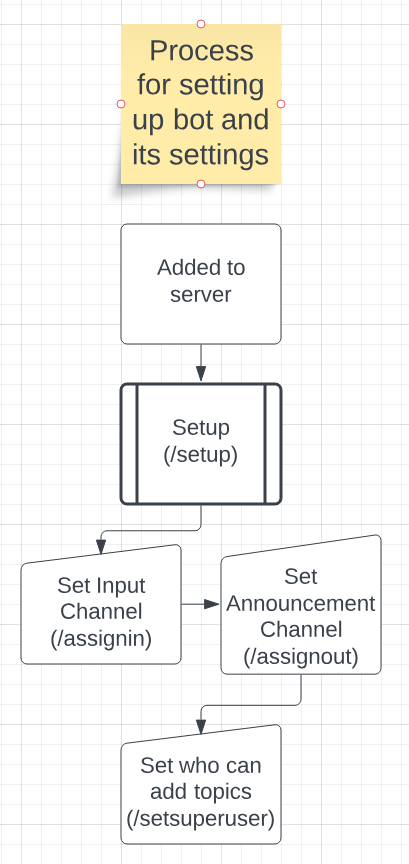 Process
for setting
up bot and
its settings
Added to
server
Setup
(/setup)
Set Input
Channel
(/assignin)
Set
Announcement
Channel
(/assignout)
Set who can
add topics
(/setsuperuser)